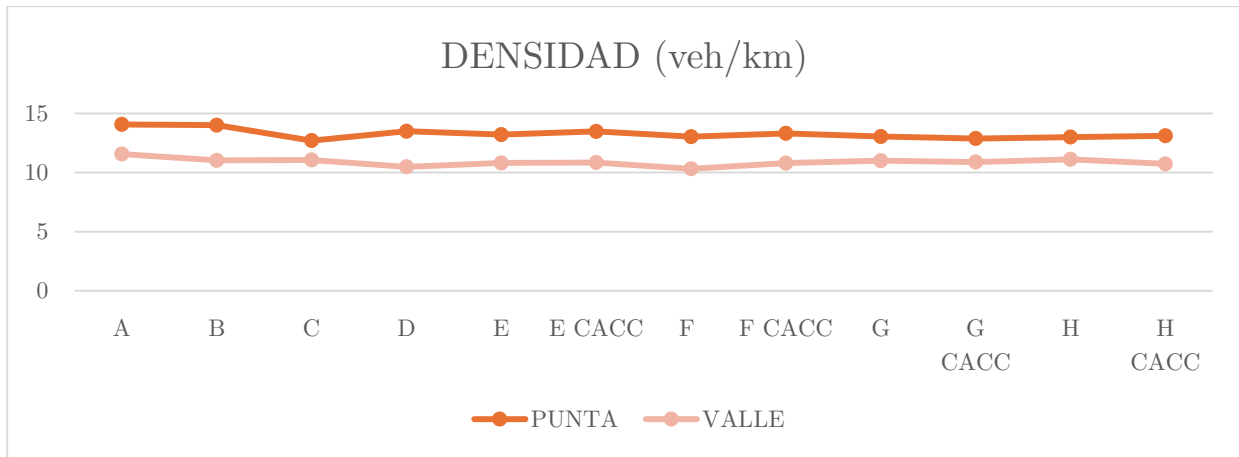 DENSIDAD (veh/km)
15
10
5
0
A B C D E E CACC F F CACC G G CACC H H CACC
PUNTA VALLE